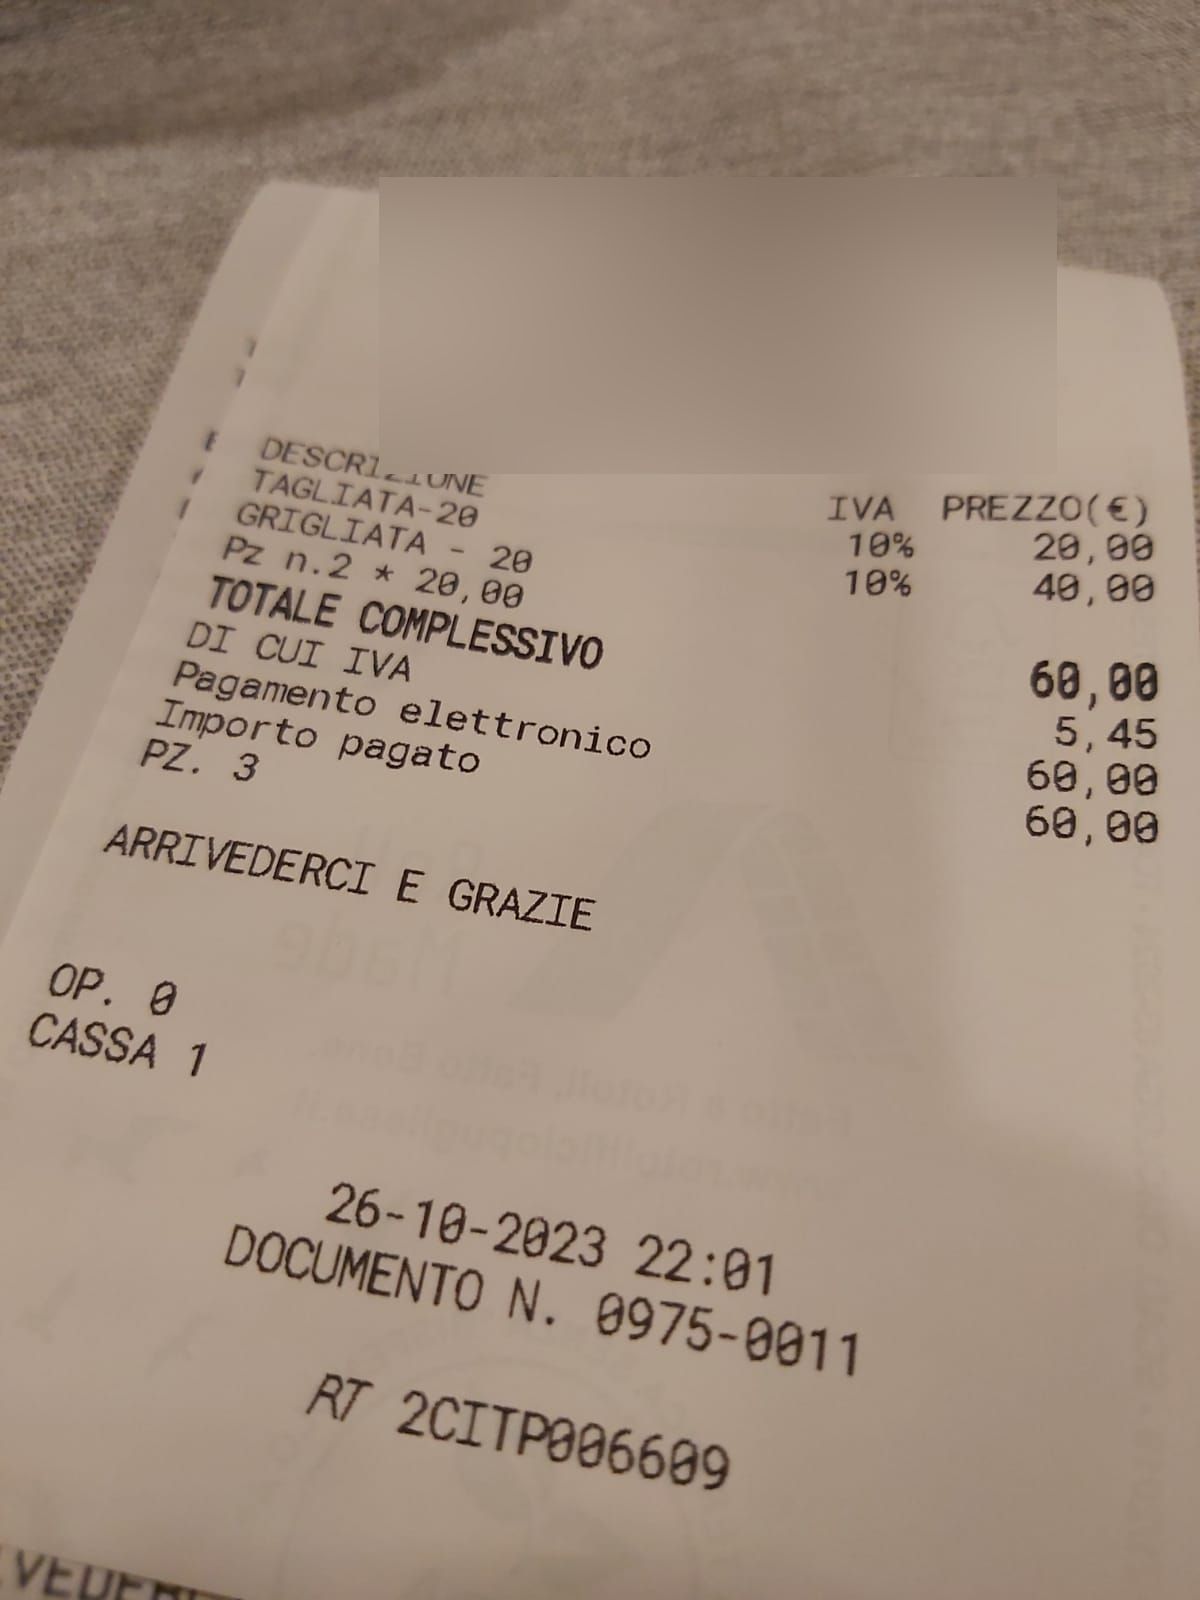 DESCRIZIONE IVA PREZZO(€)
TAGLIATA-20 10% 20,00
GRIGLIATA - 20 10% 40,00
Pz n.2 * 20,00
TOTALE COMPLESSIVO 60,00
DI CUI IVA 5,45
Pagamento elettronico 60,00
Importo pagato 60,00
PZ. 3
ARRIVEDERCI E GRAZIE
OP. 0
CASSA 1
26-10-2023 22:01
DOCUMENTO N. 0975-0011
RT 2CITP006609